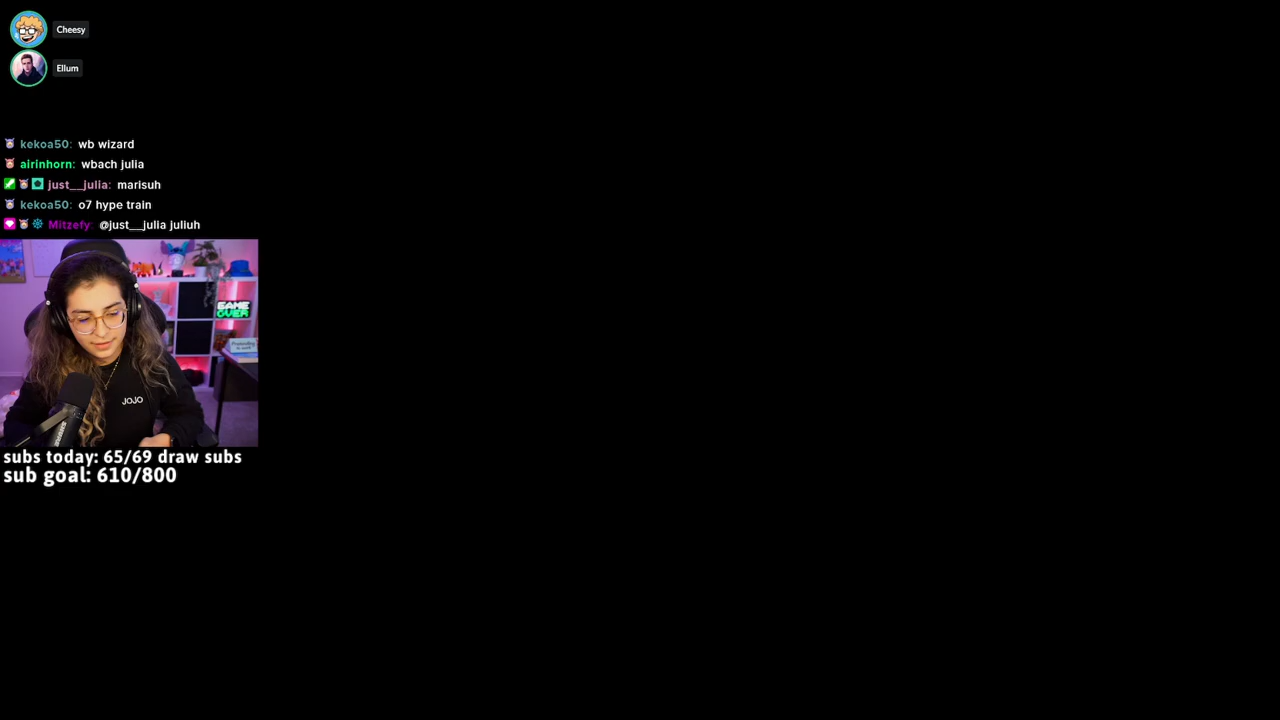 Cheesy
Ellum
kekoa50: wb wizard
airinhorn: wbach julia
just__julia: marisuh
kekoa50: o7 hype train
Mitzefy: @just__julia juliuh
GAME
OVER
JOJO
subs today: 65/69 draw subs
sub goal: 610/800